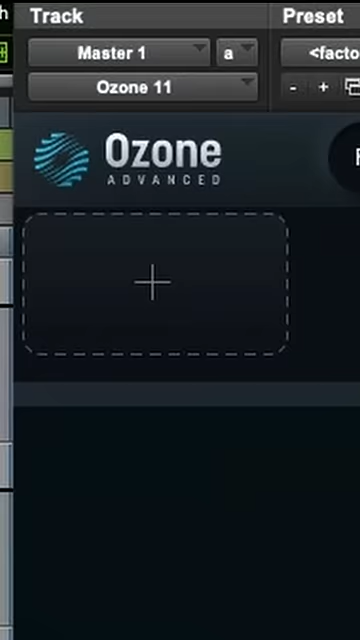 h
Track
Preset
Master 1
a
<facto
Ozone 11
- +
Ozone
ADVANCED